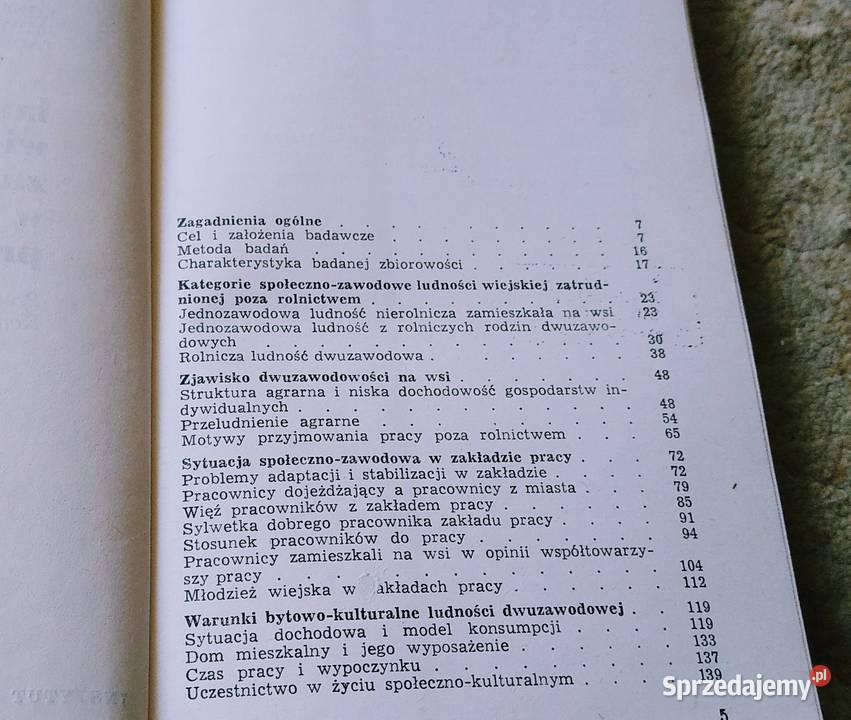 Zagadnienia ogólne . . . . . . . . . . . 7
Cel i założenia badawcze . . . . . . . . . 7
Metoda badań . . . . . . . . . . . . 16
Charakterystyka badanej zbiorowości . . . . . . 17
Kategorie społeczno-zawodowe ludności wiejskiej zatrud-
nionej poza rolnictwem . . . . . . . . . 23
Jednozawodowa ludność nierolnicza zamieszkała na wsi 23
Jednozawodowa ludność z rolniczych rodzin dwuzawo-
dowych . . . . . . . . . . . . . 30
Rolnicza ludność dwuzawodowa . . . . . . . 38
Zjawisko dwuzawodowości na wsi . . . . . . . 48
Struktura agrarna i niska dochodowość gospodarstw in-
dywidualnych . . . . . . . . . . . . 48
Przeludnienie agrarne . . . . . . . . . . 54
Motywy przyjmowania pracy poza rolnictwem . . . 65
Sytuacja społeczno-zawodowa w zakładzie pracy . . . 72
Problemy adaptacji i stabilizacji w zakładzie . . . . 72
Pracownicy dojeżdżający a pracownicy z miasta . . . 79
Więź pracowników z zakładem pracy . . . . . . 85
Sylwetka dobrego pracownika zakładu pracy . . . . 91
Stosunek pracowników do pracy . . . . . . . 94
Pracownicy zamieszkali na wsi w opinii współtowarzy-
szy pracy . . . . . . . . . . . . . 104
Młodzież wiejska w akładach pracy . . . . . . 112
Warunki bytowo-kulturalne ludności dwuzawodowej . . 119
Sytuacja dochodowa i model konsumpcji . . . . 119
Dom mieszkalny i jego wyposażenie . . . . . . 133
Czas pracy i wypoczynku . . . . . . . . . 137
Uczestnictwo w życiu społeczno-kulturalnym . . . . 139
5
Sprzedajemy.pl